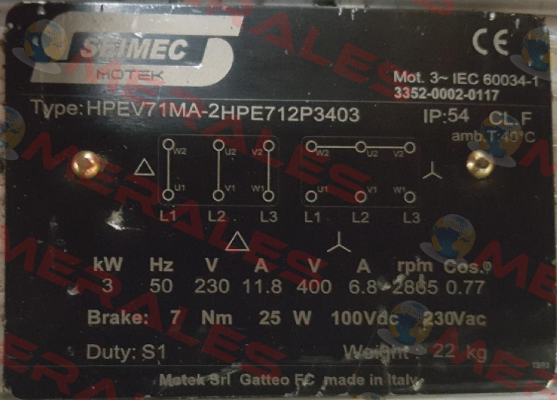 SEIMEC
MOTEK
CE
Mot. 3~ IEC 60034-1
3352-0002-0117
Type: HPEV71MA-2HPE712P3403 IP:54 CL.F
amb.T:40°C
W2 U2 V2 W2 U2 V2
△
U1 V1 W1 U1 V1 W1
L1 L2 L3 L1 L2 L3
△
kW Hz V A V A rpm Cos.φ
3 50 230 11.8 400 6.8 2865 0.77
Brake: 7 Nm 25 W 100Vdc 230Vac
Duty: S1 Weight 22 kg
Motek Srl Gatteo FC made in Italy
MERALES
MERALES
MERALES